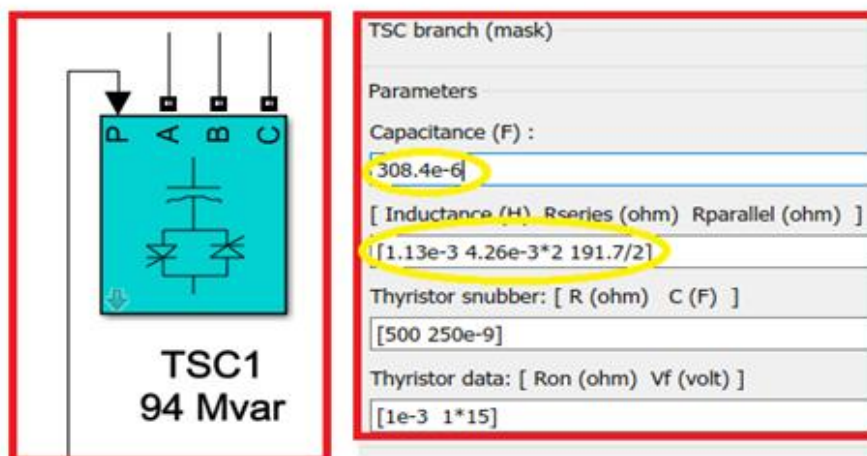 P A B C
TSC1
94 Mvar
TSC branch (mask)
Parameters
Capacitance (F) :
308.4e-6
[ Inductance (H) Rseries (ohm) Rparallel (ohm) ]
[1.13e-3 4.26e-3*2 191.7/2]
Thyristor snubber: [ R (ohm) C (F) ]
[500 250e-9]
Thyristor data: [ Ron (ohm) Vf (volt) ]
[1e-3 1*15]